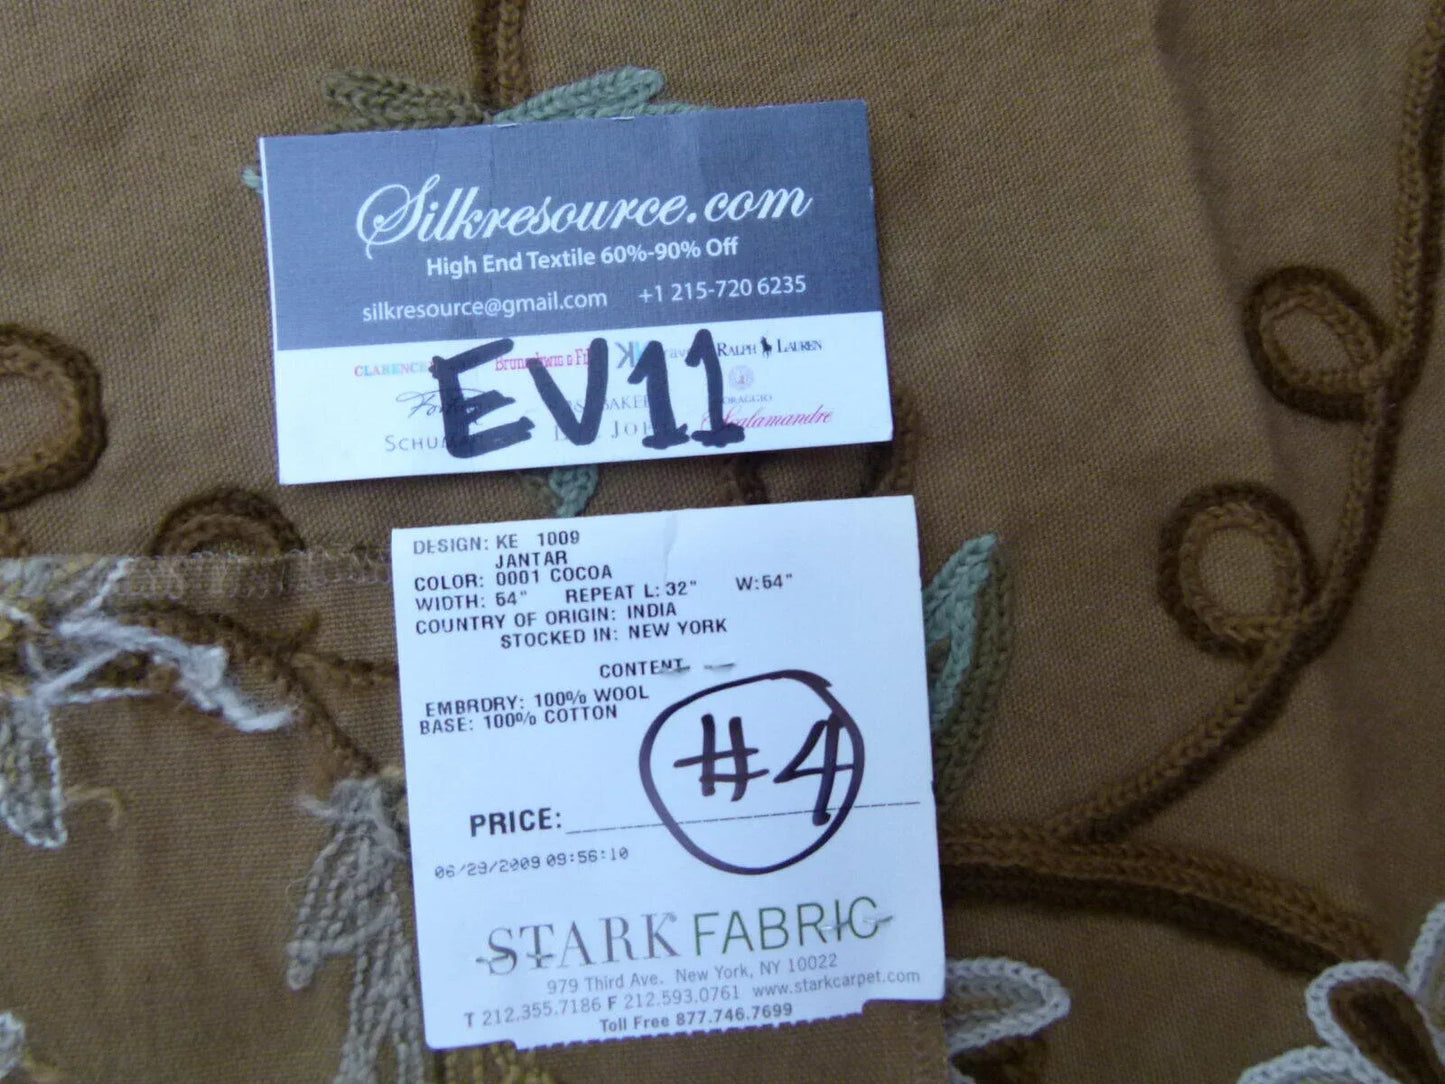 Silkresource.com
High End Textile 60%-90% Off
silkresource@gmail.com +1 215-720 6235
CLARENCE
RALPH LAUREN
EV11
BAKER
SCHUM
Scalamandre
DESIGN: KE 1009
JANTAR
COLOR: 0001 COCOA
WIDTH: 54" REPEAT L: 32" W:54"
COUNTRY OF ORIGIN: INDIA
STOCKED IN: NEW YORK
CONTENT
EMBRDRY: 100% WOOL
BASE: 100% COTTON
#4
PRICE:
06/29/2009 09:56:10
STARK FABRIC
979 Third Ave. New York, NY 10022
T 212.355.7186 F 212.593.0761 www.starkcarpet.com
Toll Free 877.746.7699